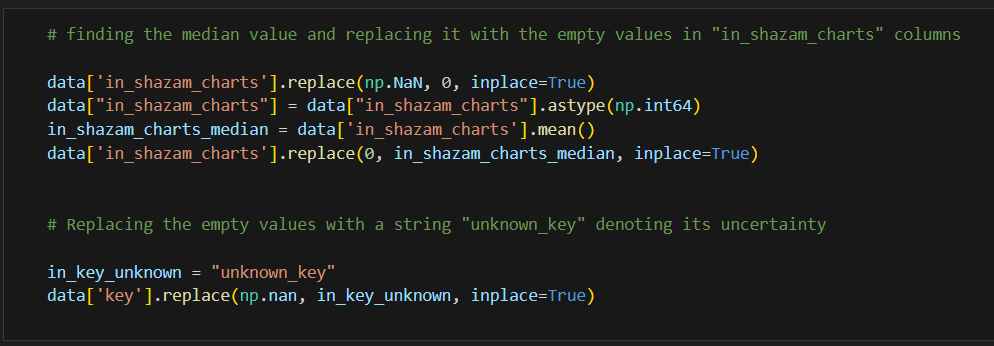 # finding the median value and replacing it with the empty values in "in_shazam_charts" columns
data['in_shazam_charts'].replace(np.NaN, 0, inplace=True)
data["in_shazam_charts"] = data["in_shazam_charts"].astype(np.int64)
in_shazam_charts_median = data['in_shazam_charts'].mean()
data['in_shazam_charts'].replace(0, in_shazam_charts_median, inplace=True)
# Replacing the empty values with a string "unknown_key" denoting its uncertainty
in_key_unknown = "unknown_key"
data['key'].replace(np.nan, in_key_unknown, inplace=True)